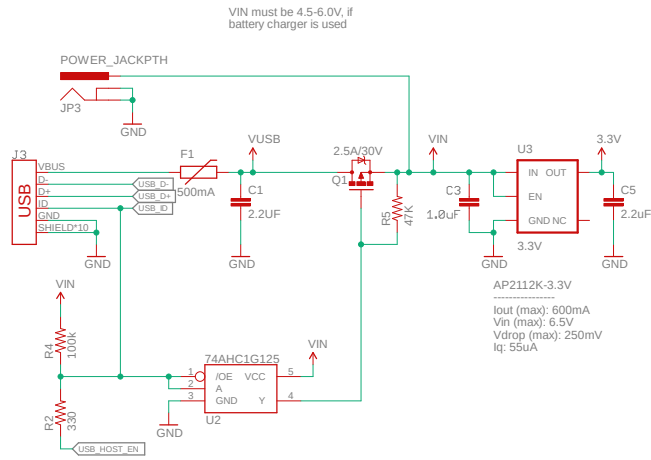 VIN must be 4.5-6.0V, if
battery charger is used
POWER_JACKPTH
JP3
GND
J3
USB
VBUS
D-
D+
ID
GND
SHIELD*10
USB_D-
USB_D+
USB_ID
GND
F1
500mA
VUSB
C1
2.2UF
GND
2.5A/30V
Q1
R5
47K
VIN
C3
1.0uF
U3
IN OUT
EN
GND NC
3.3V
GND
3.3V
C5
2.2uF
GND
AP2112K-3.3V
----------------
Iout (max): 600mA
Vin (max): 6.5V
Vdrop (max): 250mV
Iq: 55uA
VIN
R4
100k
R2
330
USB_HOST_EN
74AHC1G125
1
2
3
/OE
A
GND
VCC
Y
5
4
U2
GND
VIN